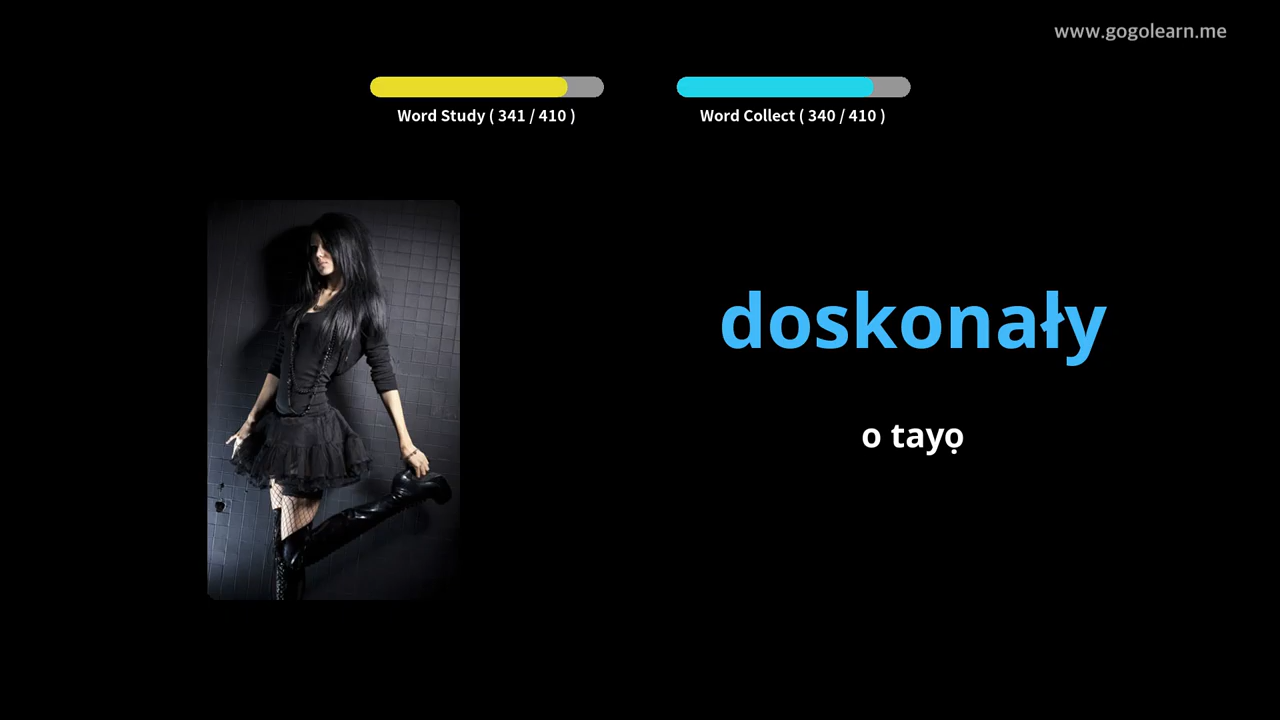 www.gogolearn.me
Word Study ( 341 / 410 )
Word Collect ( 340 / 410 )
doskonały
o tayọ